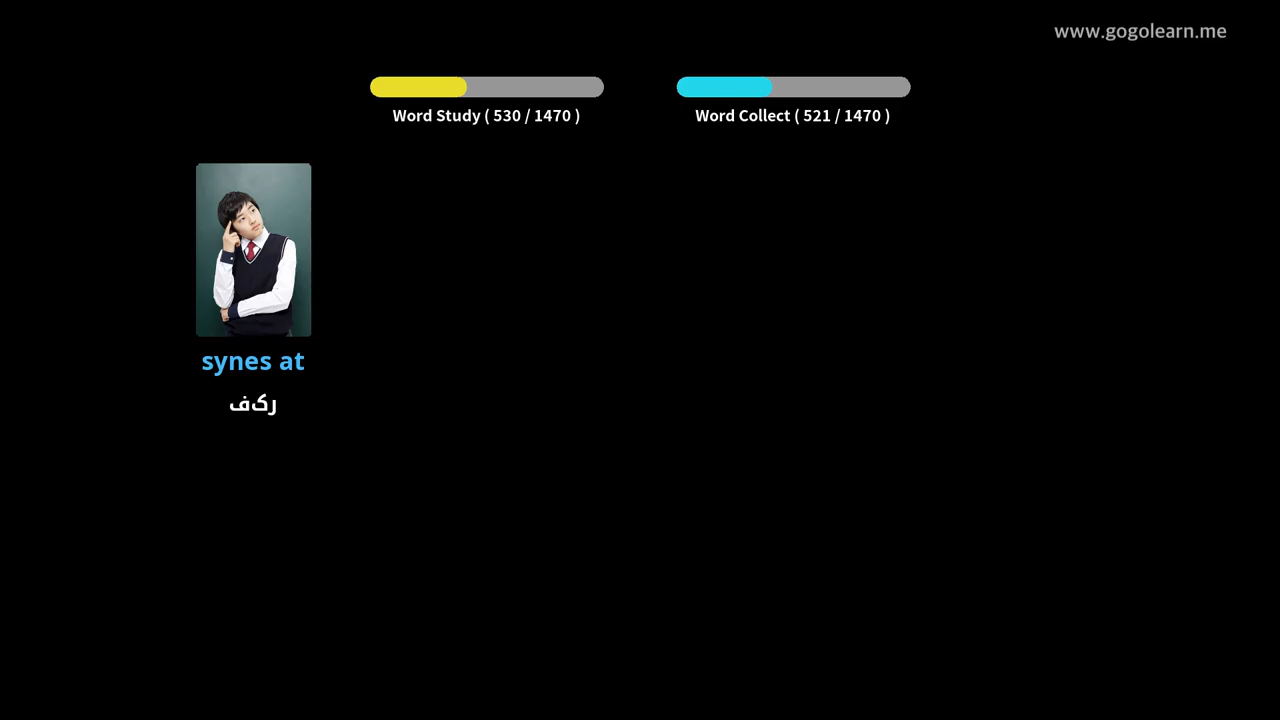 www.gogolearn.me
Word Study ( 530 / 1470 )
Word Collect ( 521 / 1470 )
synes at
رکف